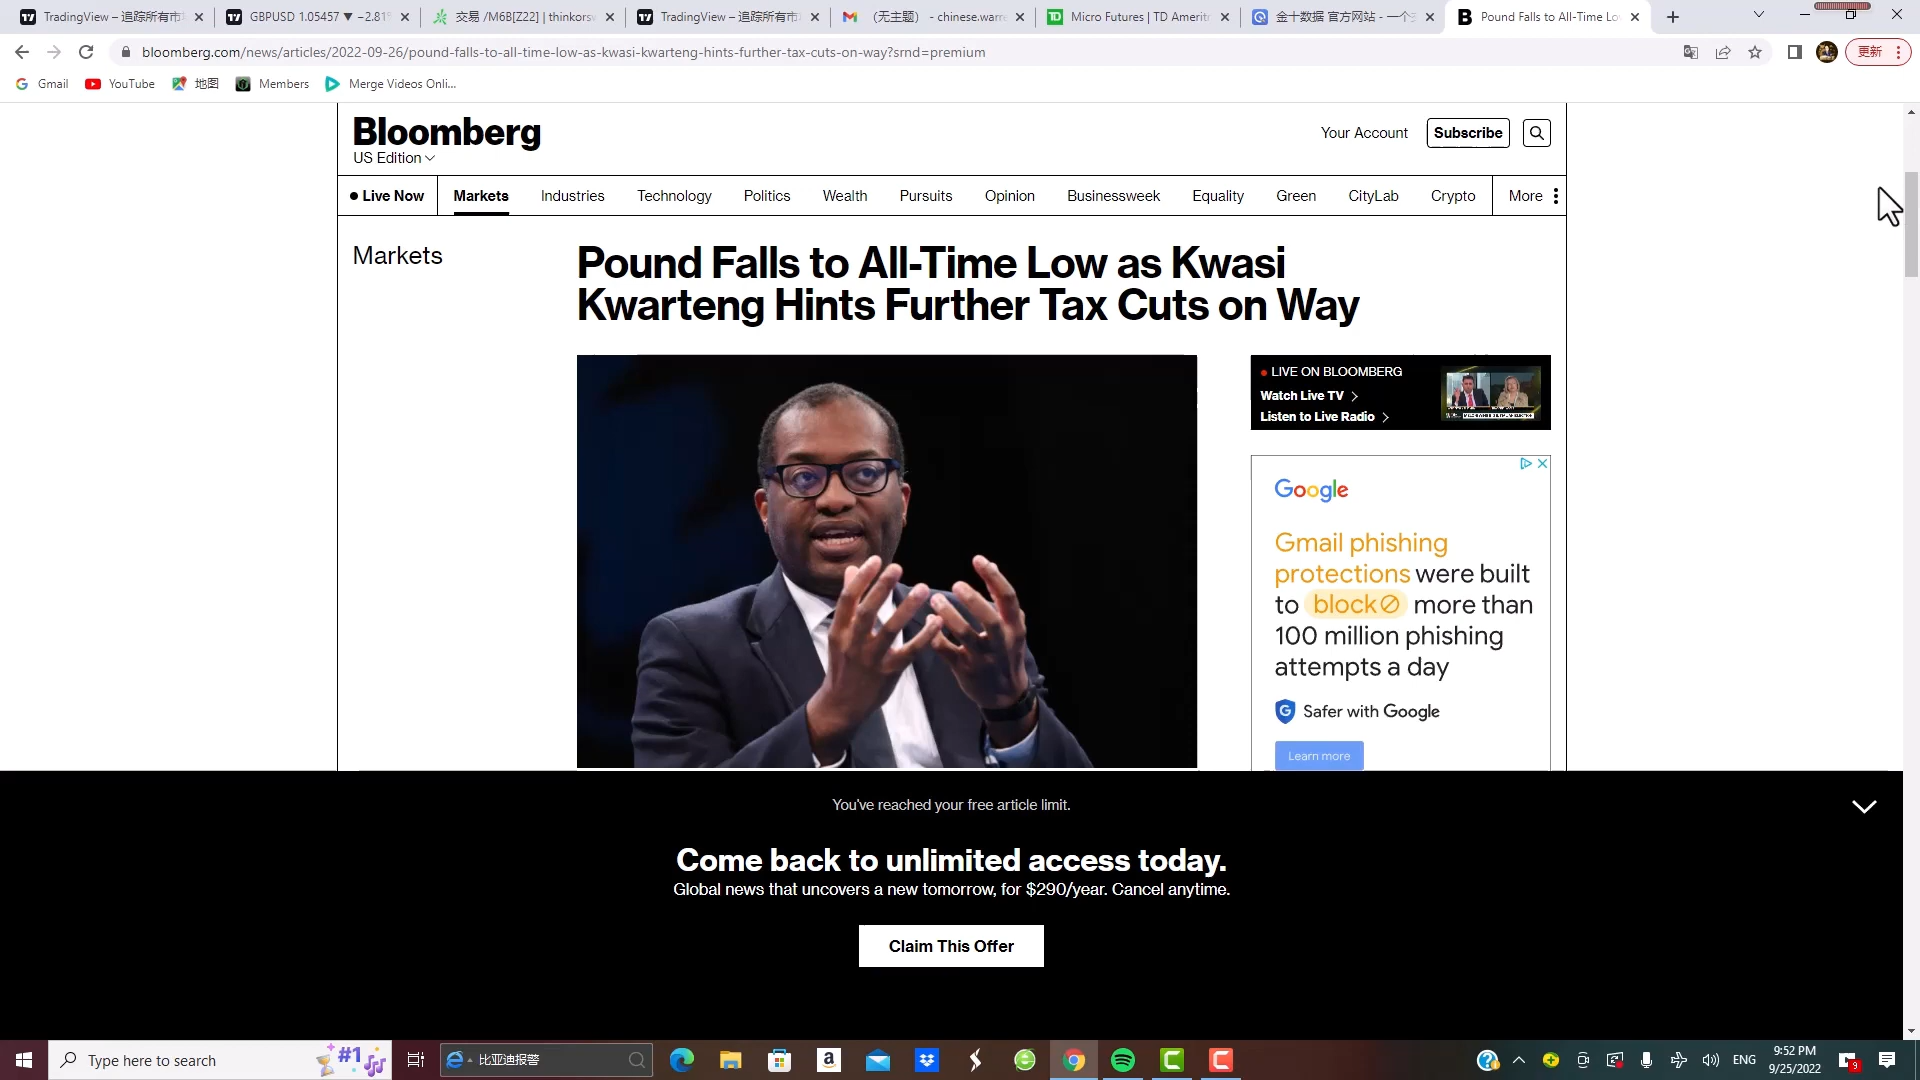 TradingView – 追踪所有市
GBPUSD 1.05457 ▼ −2.81
交易 /M6B[Z22] | thinkors
TradingView – 追踪所有市
(无主题) - chinese.warre
Micro Futures | TD Amerit
金十数据 官方网站 - 一个
Pound Falls to All-Time Lo
bloomberg.com/news/articles/2022-09-26/pound-falls-to-all-time-low-as-kwasi-kwarteng-hints-further-tax-cuts-on-way?srnd=premium
更新
Gmail
YouTube
地图
Members
Merge Videos Onli...
Bloomberg
US Edition
Your Account
Subscribe
Live Now
Markets
Industries
Technology
Politics
Wealth
Pursuits
Opinion
Businessweek
Equality
Green
CityLab
Crypto
More
Markets
Pound Falls to All-Time Low as Kwasi
Kwarteng Hints Further Tax Cuts on Way
LIVE ON BLOOMBERG
Watch Live TV
Listen to Live Radio
Google
Gmail phishing
protections were built
to block more than
100 million phishing
attempts a day
Safer with Google
Learn more
You've reached your free article limit.
Come back to unlimited access today.
Global news that uncovers a new tomorrow, for $290/year. Cancel anytime.
Claim This Offer
Type here to search
#1
比亚迪报警
ENG
9:52 PM
9/25/2022
9